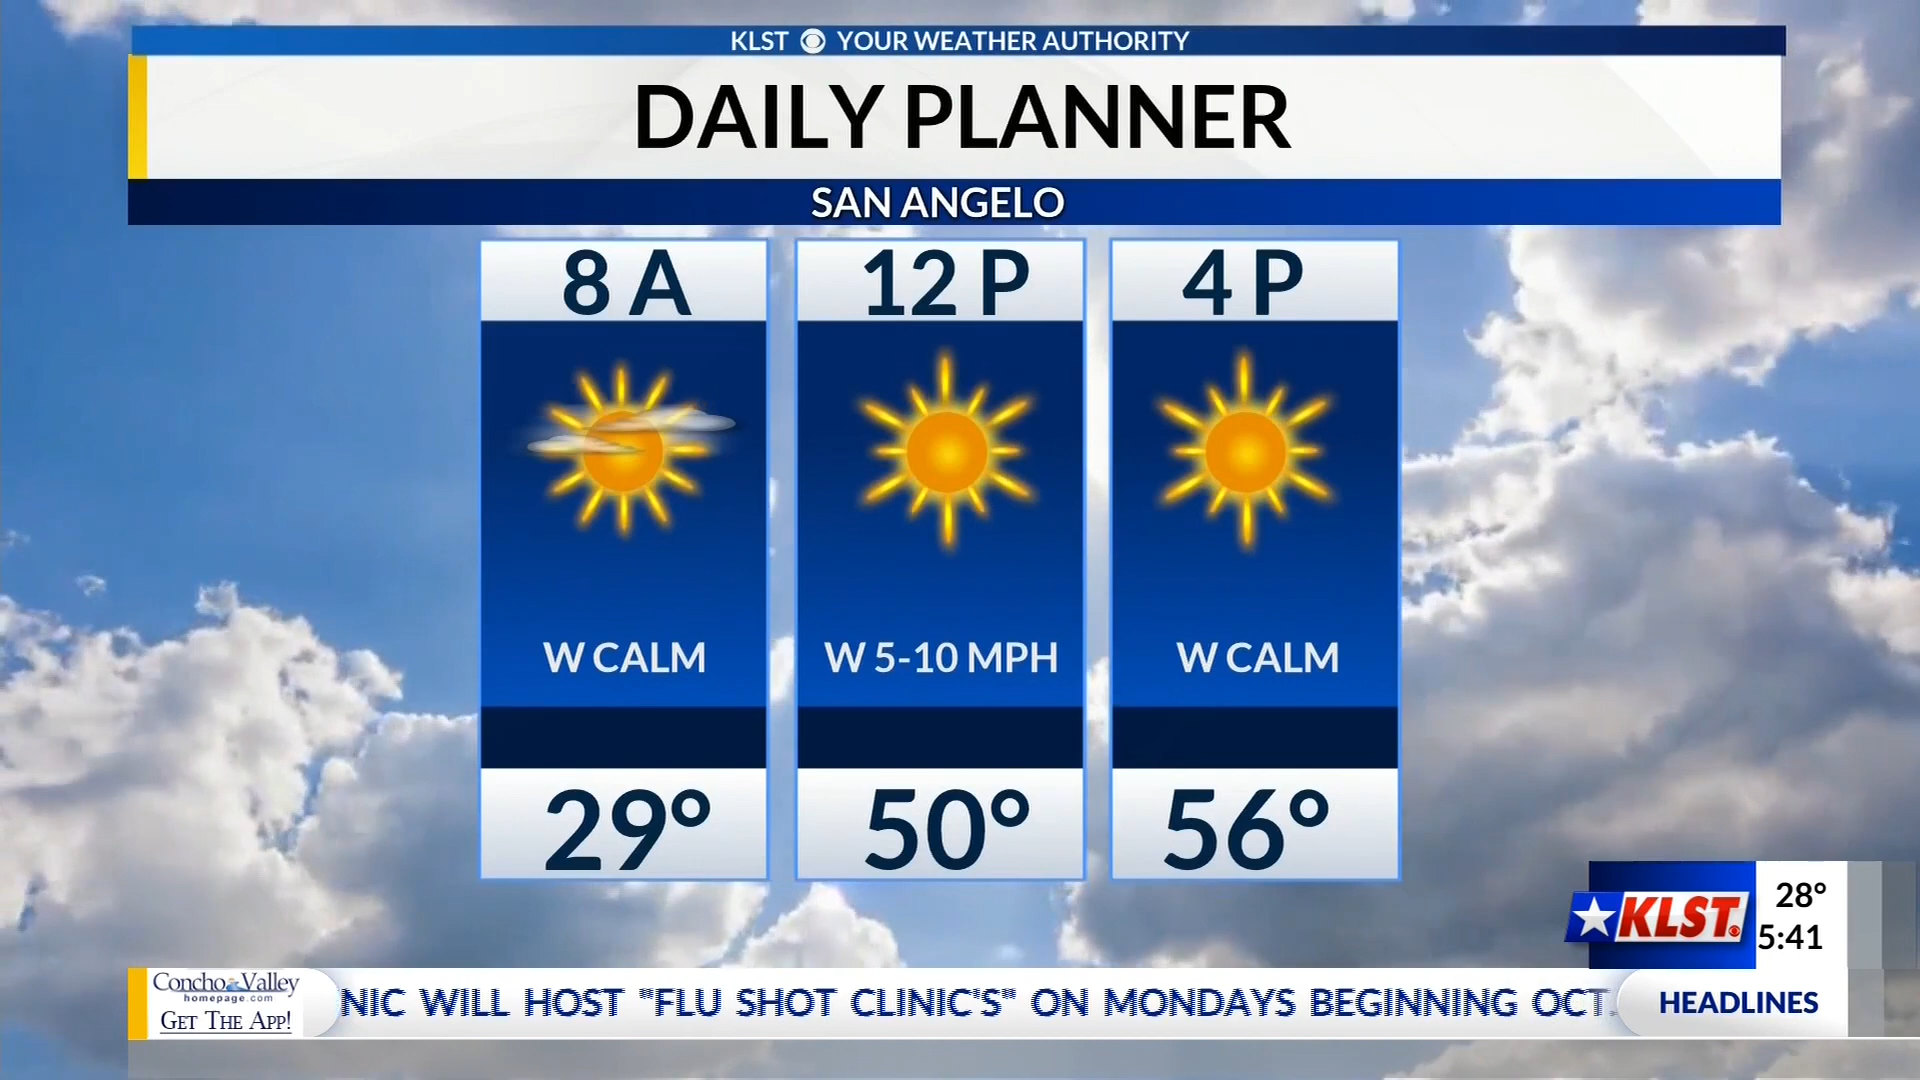 KLST YOUR WEATHER AUTHORITY
DAILY PLANNER
SAN ANGELO
8 A
12 P
4 P
W CALM
W 5-10 MPH
W CALM
29°
50°
56°
KLST
28°
5:41
Concho Valley
homepage.com
GET THE APP!
NIC WILL HOST "FLU SHOT CLINIC'S" ON MONDAYS BEGINNING OCT.
HEADLINES